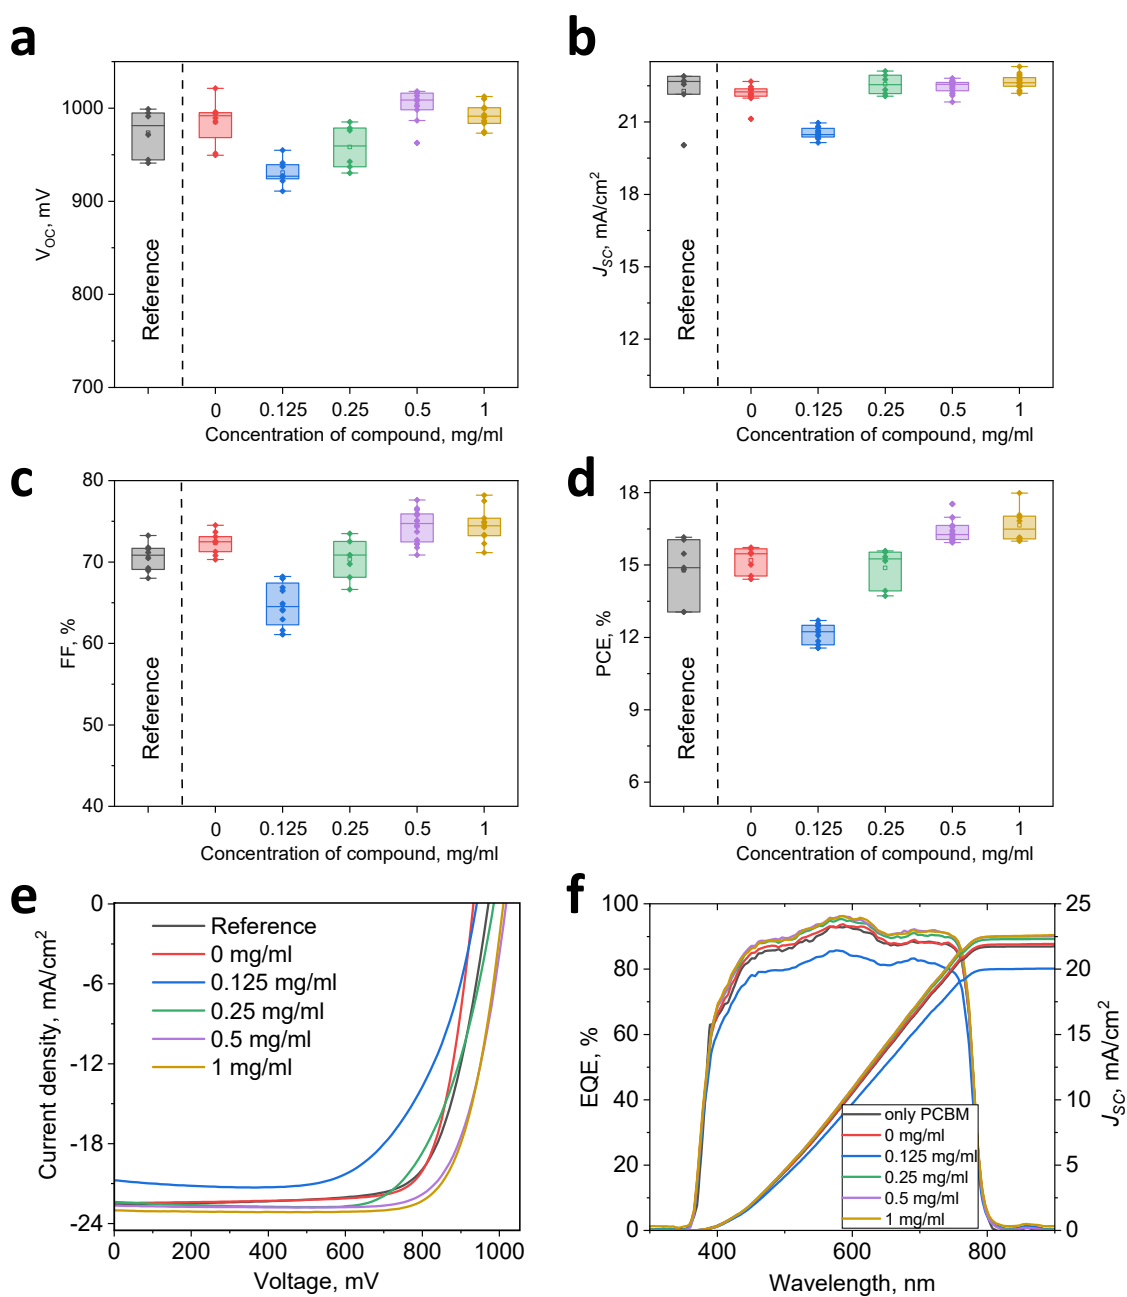 a
1000
900
800
700
V_OC, mV
Reference
0
0.125
0.25
0.5
1
Concentration of compound, mg/ml
b
21
18
15
12
J_SC, mA/cm²
Reference
0
0.125
0.25
0.5
1
Concentration of compound, mg/ml
c
80
70
60
50
40
FF, %
Reference
0
0.125
0.25
0.5
1
Concentration of compound, mg/ml
d
18
15
12
9
6
PCE, %
Reference
0
0.125
0.25
0.5
1
Concentration of compound, mg/ml
e
0
-6
-12
-18
-24
Current density, mA/cm²
Reference
0 mg/ml
0.125 mg/ml
0.25 mg/ml
0.5 mg/ml
1 mg/ml
0
200
400
600
800
1000
Voltage, mV
f
100
80
60
40
20
0
EQE, %
25
20
15
10
5
0
J_SC, mA/cm²
only PCBM
0 mg/ml
0.125 mg/ml
0.25 mg/ml
0.5 mg/ml
1 mg/ml
400
600
800
Wavelength, nm